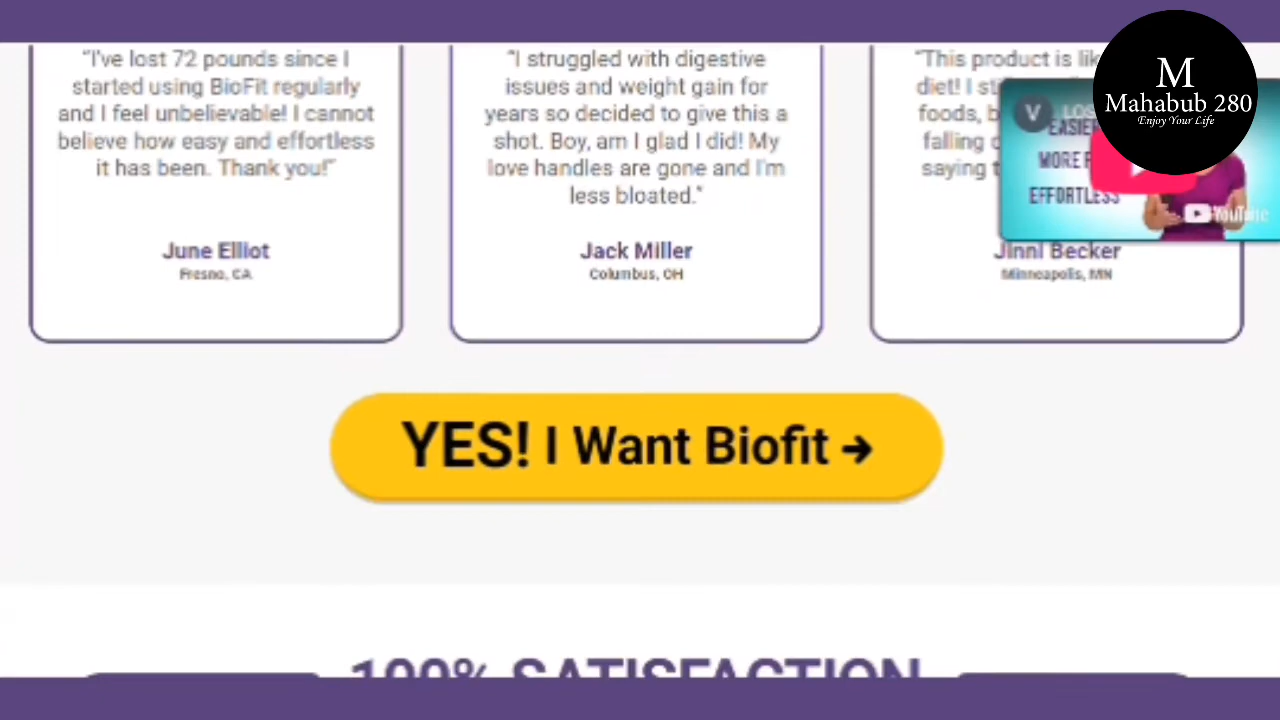 "I've lost 72 pounds since I
started using BioFit regularly
and I feel unbelievable! I cannot
believe how easy and effortless
it has been. Thank you!"
June Elliot
Fresno, CA
"I struggled with digestive
issues and weight gain for
years so decided to give this a
shot. Boy, am I glad I did! My
love handles are gone and I'm
less bloated."
Jack Miller
Columbus, OH
"This product is
diet! I
foods,
falling
saying
Jinni Becker
Minneapolis, MN
V
EASIER
MORE
EFFORTLESS
YouTube
M
Mahabub 280
Enjoy Your Life
YES! I Want Biofit →
100% SATISFACTION